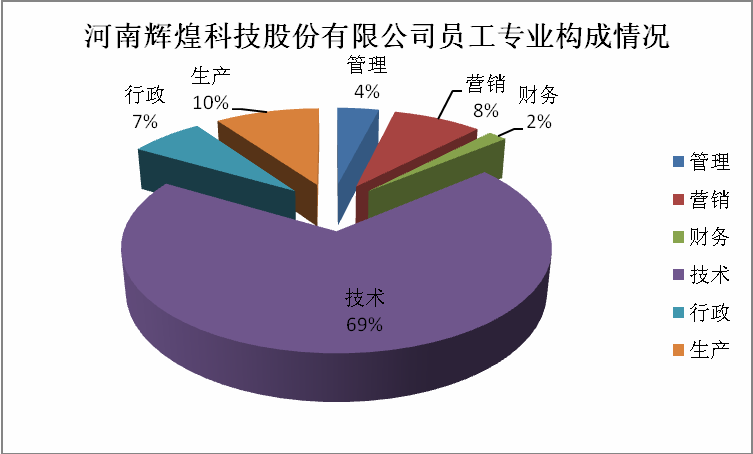 河南辉煌科技股份有限公司员工专业构成情况
管理
4%
营销
8%
财务
2%
技术
69%
行政
7%
生产
10%
管理
营销
财务
技术
行政
生产